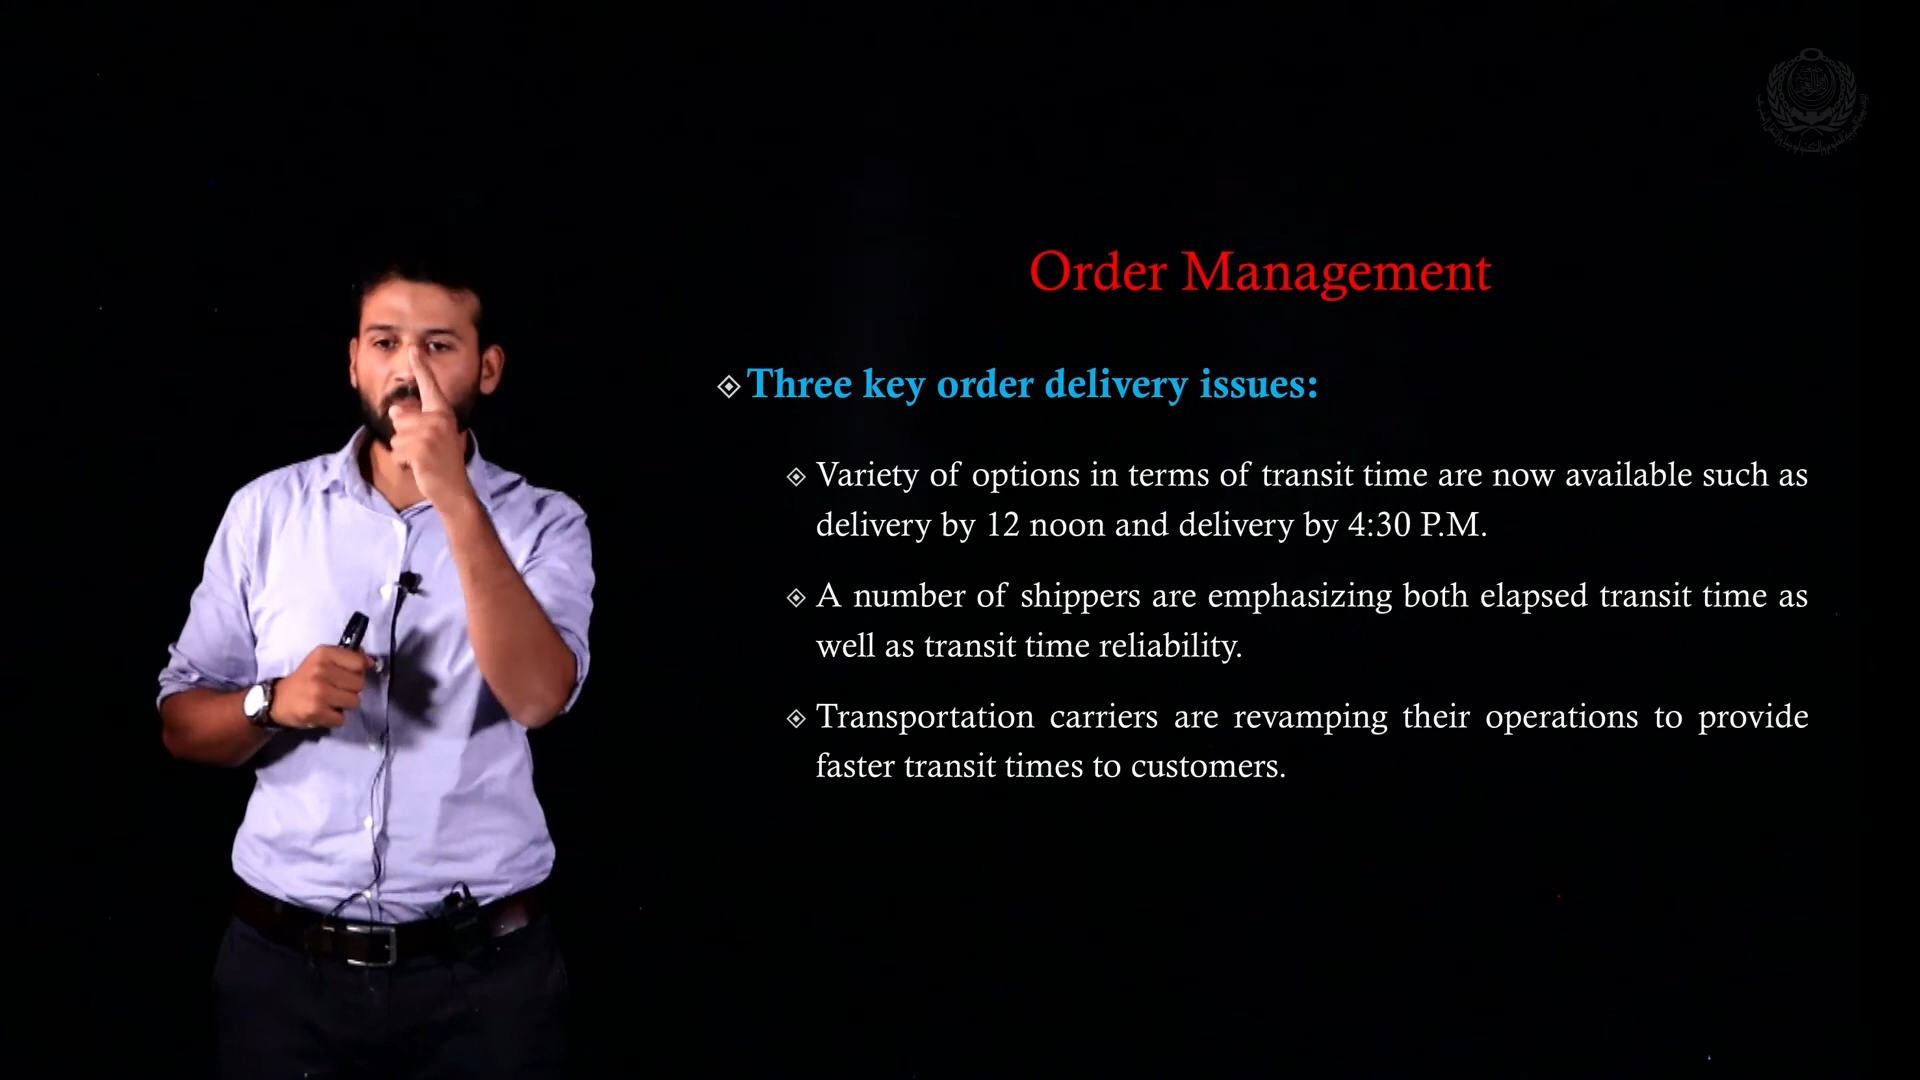 Order Management
Three key order delivery issues:
Variety of options in terms of transit time are now available such as
delivery by 12 noon and delivery by 4:30 P.M.
A number of shippers are emphasizing both elapsed transit time as
well as transit time reliability.
Transportation carriers are revamping their operations to provide
faster transit times to customers.